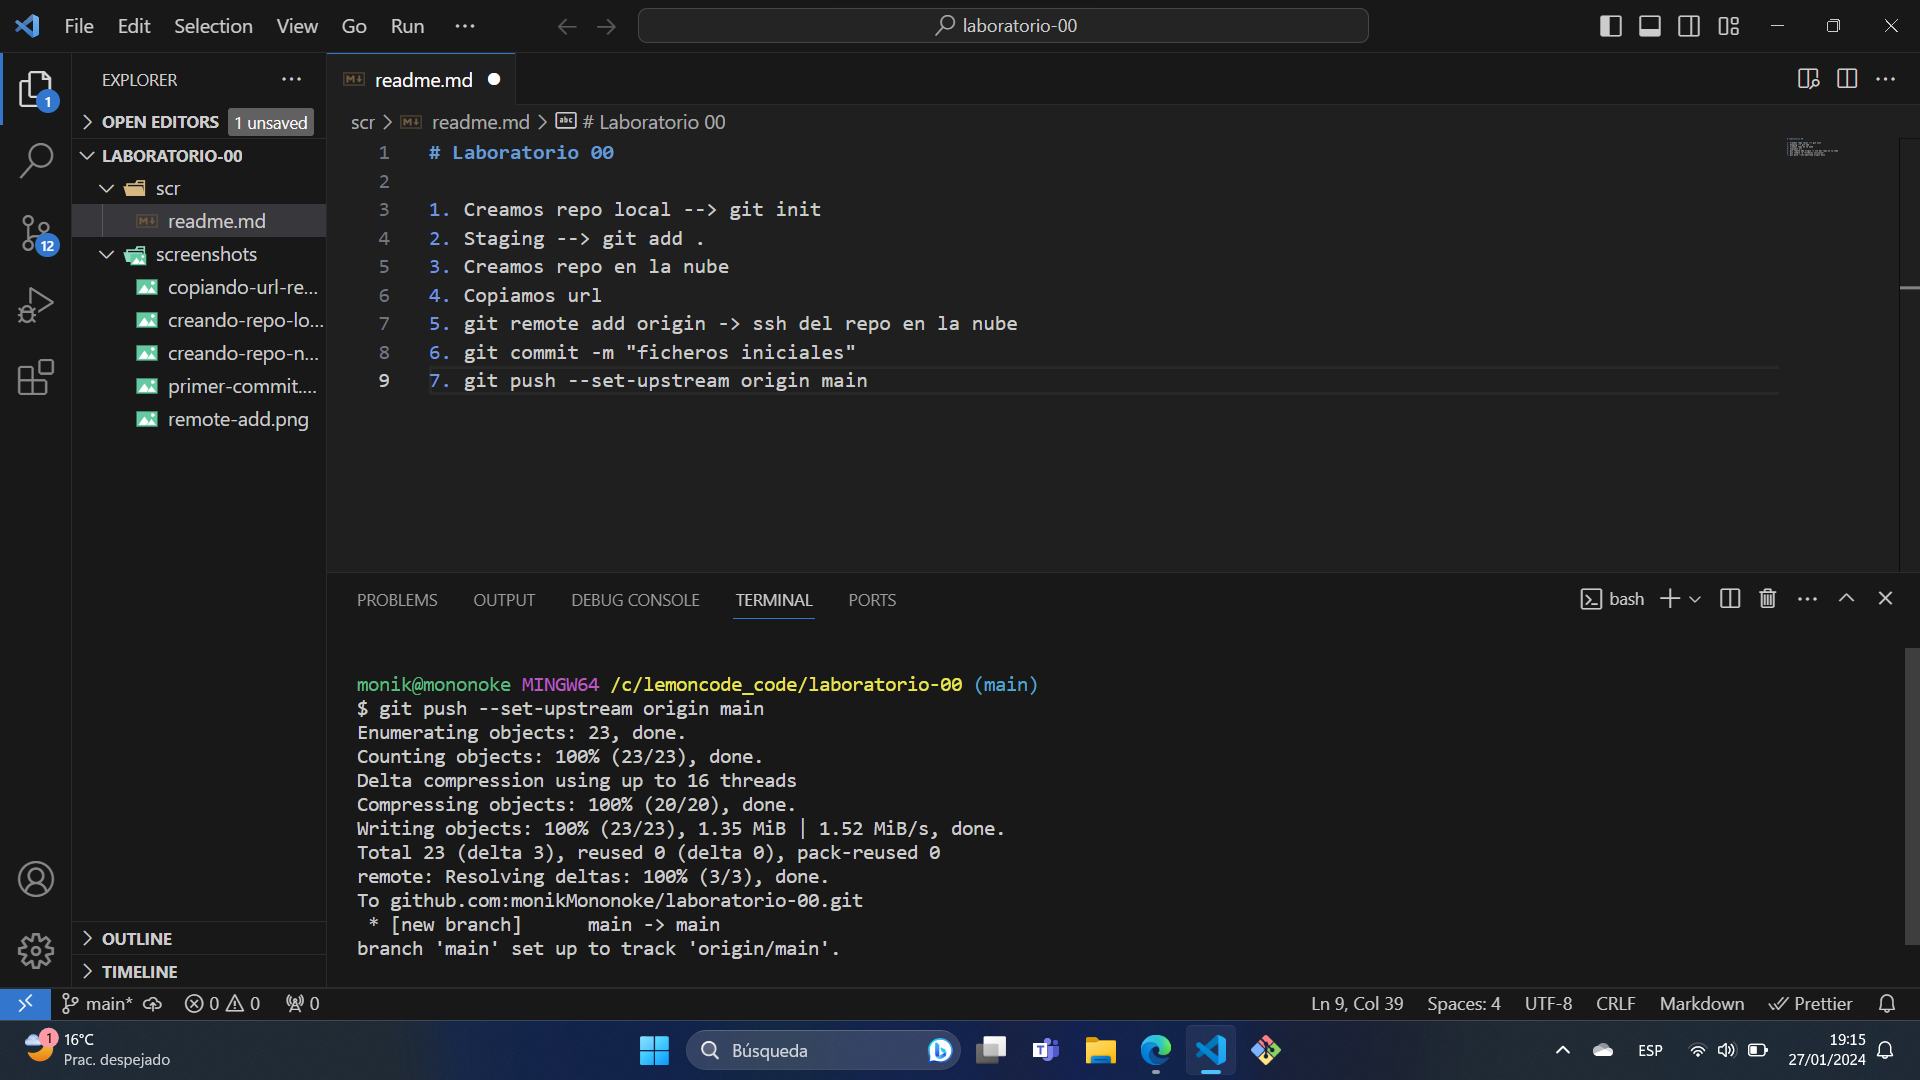 File Edit Selection View Go Run ···
laboratorio-00
EXPLORER
readme.md
1
OPEN EDITORS 1 unsaved
scr > readme.md > # Laboratorio 00
LABORATORIO-00
scr
readme.md
12
screenshots
copiando-url-re...
creando-repo-lo...
creando-repo-n...
primer-commit....
remote-add.png
1 # Laboratorio 00
2
3 1. Creamos repo local --> git init
4 2. Staging --> git add .
5 3. Creamos repo en la nube
6 4. Copiamos url
7 5. git remote add origin -> ssh del repo en la nube
8 6. git commit -m "ficheros iniciales"
9 7. git push --set-upstream origin main
PROBLEMS OUTPUT DEBUG CONSOLE TERMINAL PORTS
bash
monik@mononoke MINGW64 /c/lemoncode_code/laboratorio-00 (main)
$ git push --set-upstream origin main
Enumerating objects: 23, done.
Counting objects: 100% (23/23), done.
Delta compression using up to 16 threads
Compressing objects: 100% (20/20), done.
Writing objects: 100% (23/23), 1.35 MiB | 1.52 MiB/s, done.
Total 23 (delta 3), reused 0 (delta 0), pack-reused 0
remote: Resolving deltas: 100% (3/3), done.
To github.com:monikMononoke/laboratorio-00.git
 * [new branch]      main -> main
branch 'main' set up to track 'origin/main'.
OUTLINE
TIMELINE
main* 0 0 0
Ln 9, Col 39 Spaces: 4 UTF-8 CRLF Markdown Prettier
1
16°C
Prac. despejado
Búsqueda
ESP
19:15
27/01/2024